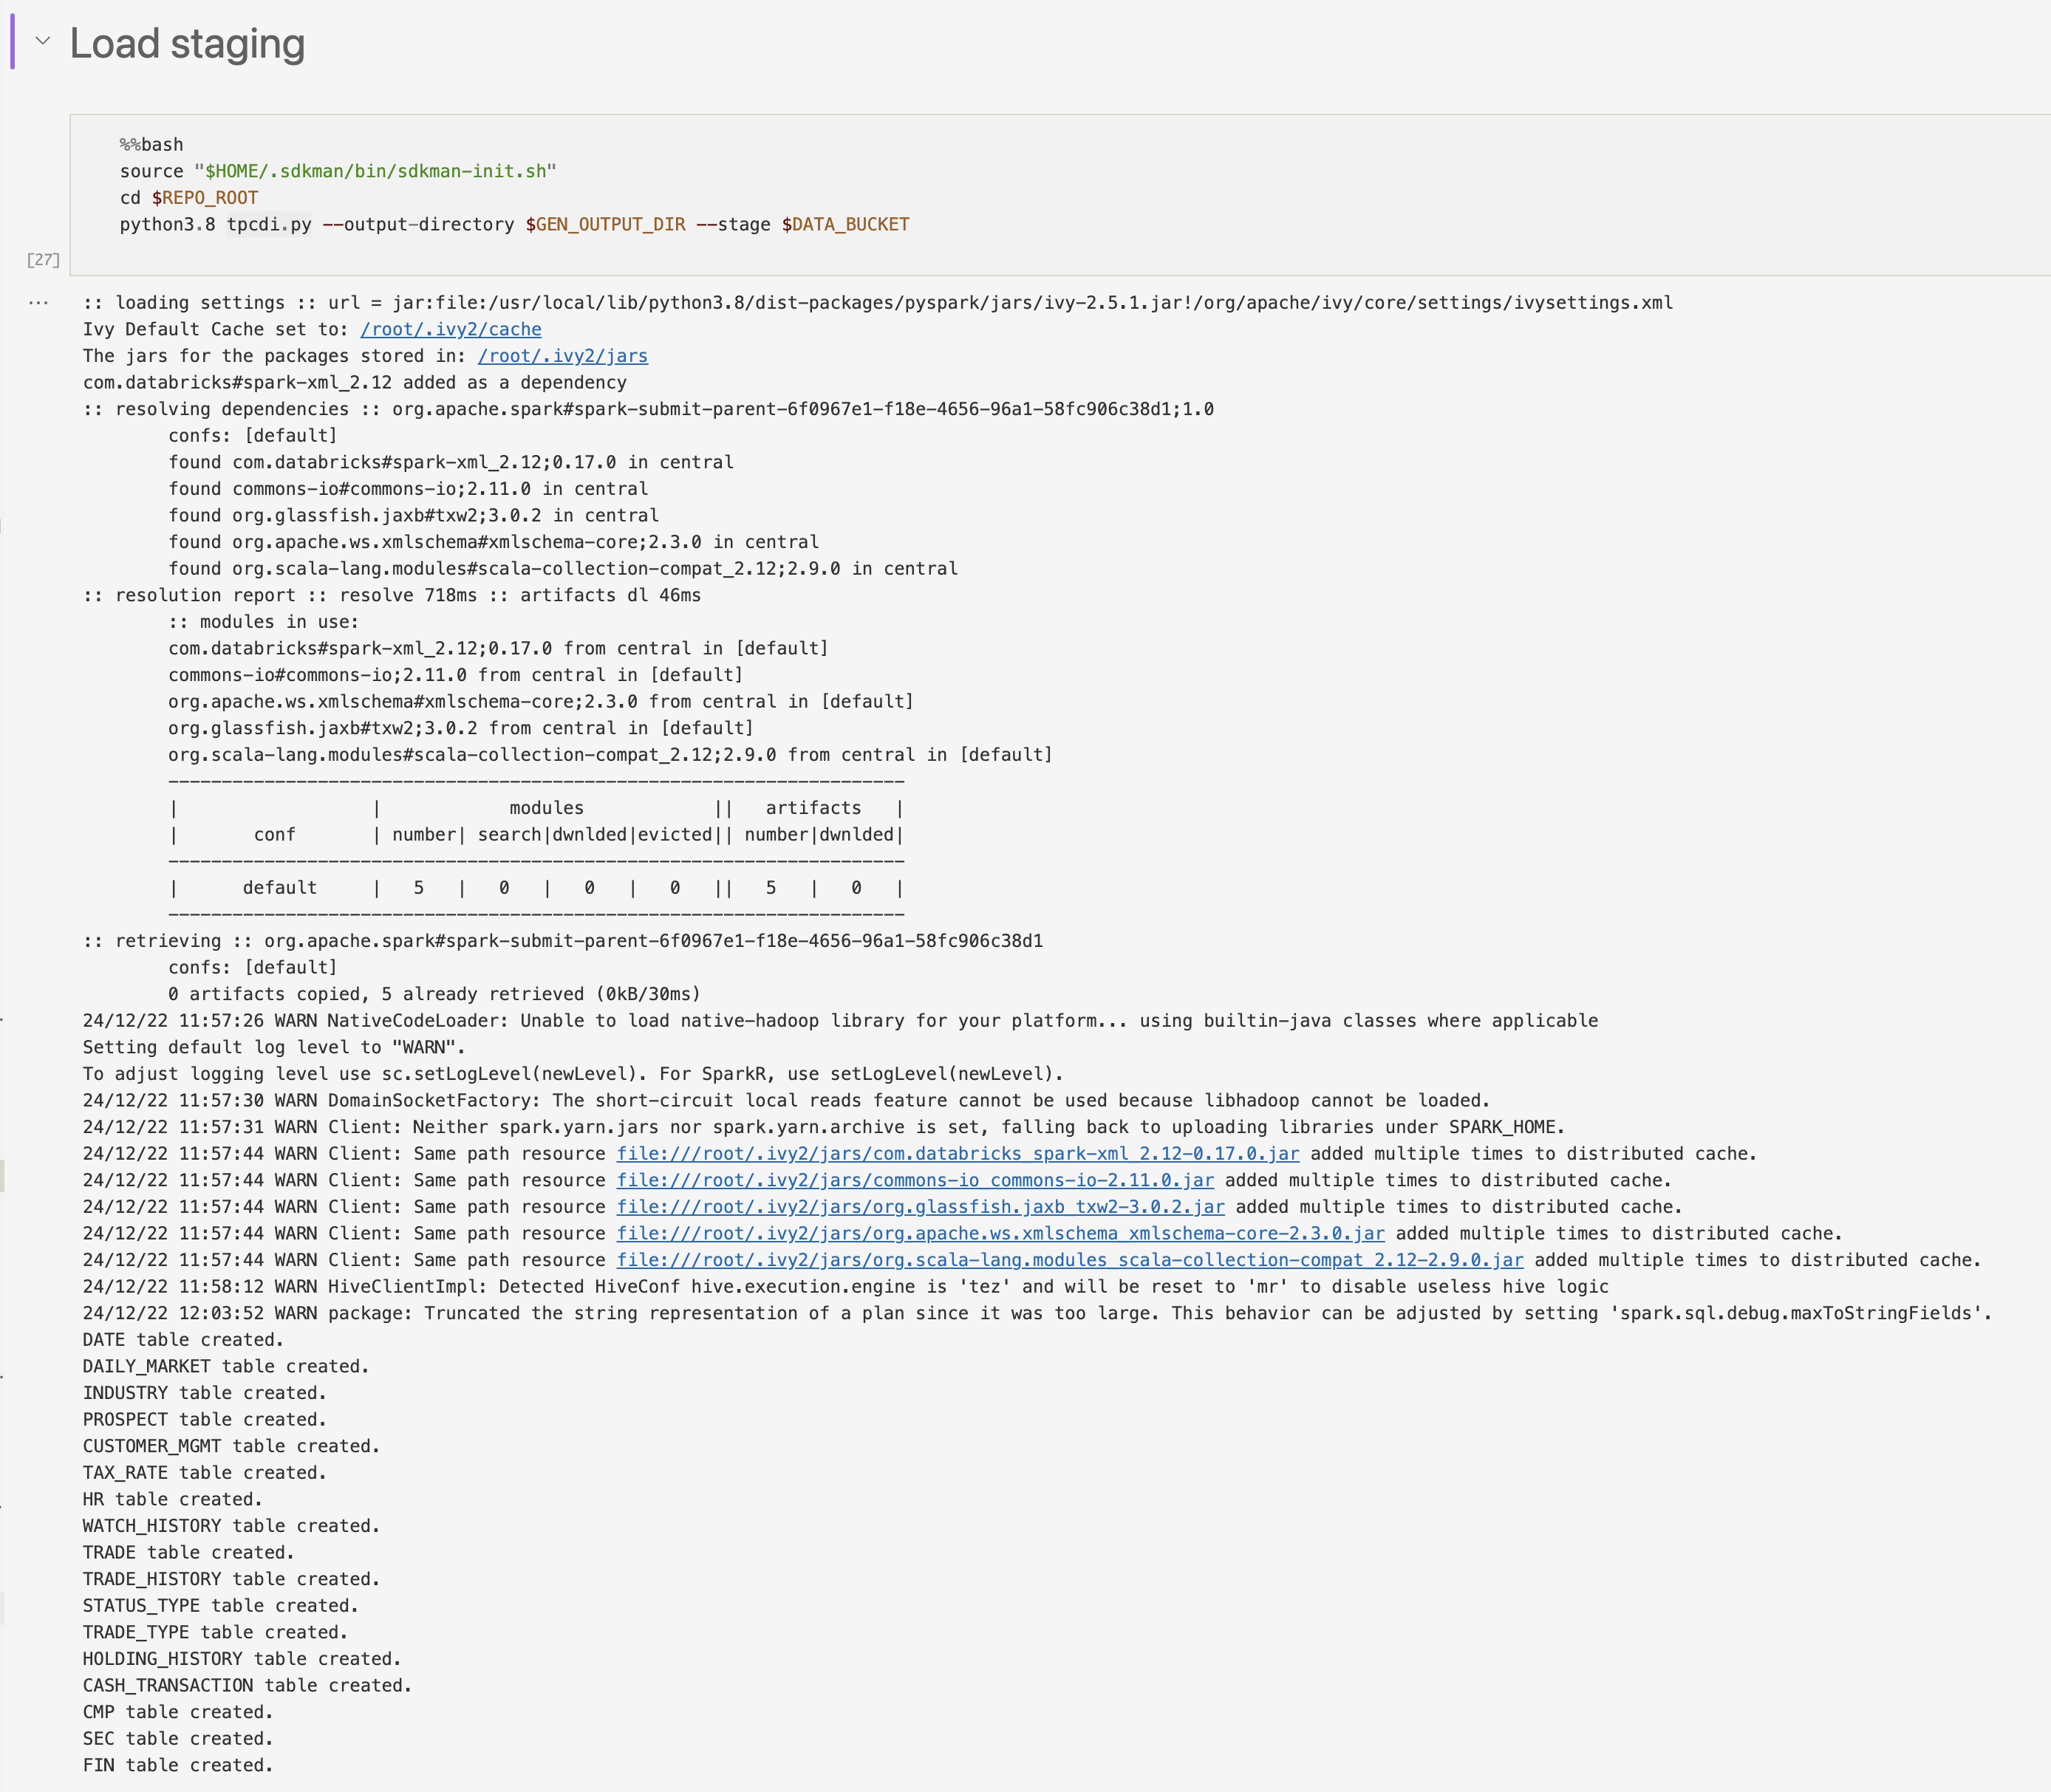 Load staging
%%bash
source "$HOME/.sdkman/bin/sdkman-init.sh"
cd $REPO_ROOT
python3.8 tpcdi.py --output-directory $GEN_OUTPUT_DIR --stage $DATA_BUCKET
[27]
... :: loading settings :: url = jar:file:/usr/local/lib/python3.8/dist-packages/pyspark/jars/ivy-2.5.1.jar!/org/apache/ivy/core/settings/ivysettings.xml
Ivy Default Cache set to: /root/.ivy2/cache
The jars for the packages stored in: /root/.ivy2/jars
com.databricks#spark-xml_2.12 added as a dependency
:: resolving dependencies :: org.apache.spark#spark-submit-parent-6f0967e1-f18e-4656-96a1-58fc906c38d1;1.0
confs: [default]
found com.databricks#spark-xml_2.12;0.17.0 in central
found commons-io#commons-io;2.11.0 in central
found org.glassfish.jaxb#txw2;3.0.2 in central
found org.apache.ws.xmlschema#xmlschema-core;2.3.0 in central
found org.scala-lang.modules#scala-collection-compat_2.12;2.9.0 in central
:: resolution report :: resolve 718ms :: artifacts dl 46ms
:: modules in use:
com.databricks#spark-xml_2.12;0.17.0 from central in [default]
commons-io#commons-io;2.11.0 from central in [default]
org.apache.ws.xmlschema#xmlschema-core;2.3.0 from central in [default]
org.glassfish.jaxb#txw2;3.0.2 from central in [default]
org.scala-lang.modules#scala-collection-compat_2.12;2.9.0 from central in [default]
---------------------------------------------------------------------
|                  |            modules            ||   artifacts   |
|       conf       | number| search|dwnlded|evicted|| number|dwnlded|
---------------------------------------------------------------------
|      default     |   5   |   0   |   0   |   0   ||   5   |   0   |
---------------------------------------------------------------------
:: retrieving :: org.apache.spark#spark-submit-parent-6f0967e1-f18e-4656-96a1-58fc906c38d1
confs: [default]
0 artifacts copied, 5 already retrieved (0kB/30ms)
24/12/22 11:57:26 WARN NativeCodeLoader: Unable to load native-hadoop library for your platform... using builtin-java classes where applicable
Setting default log level to "WARN".
To adjust logging level use sc.setLogLevel(newLevel). For SparkR, use setLogLevel(newLevel).
24/12/22 11:57:30 WARN DomainSocketFactory: The short-circuit local reads feature cannot be used because libhadoop cannot be loaded.
24/12/22 11:57:31 WARN Client: Neither spark.yarn.jars nor spark.yarn.archive is set, falling back to uploading libraries under SPARK_HOME.
24/12/22 11:57:44 WARN Client: Same path resource file:///root/.ivy2/jars/com.databricks_spark-xml_2.12-0.17.0.jar added multiple times to distributed cache.
24/12/22 11:57:44 WARN Client: Same path resource file:///root/.ivy2/jars/commons-io_commons-io-2.11.0.jar added multiple times to distributed cache.
24/12/22 11:57:44 WARN Client: Same path resource file:///root/.ivy2/jars/org.glassfish.jaxb_txw2-3.0.2.jar added multiple times to distributed cache.
24/12/22 11:57:44 WARN Client: Same path resource file:///root/.ivy2/jars/org.apache.ws.xmlschema_xmlschema-core-2.3.0.jar added multiple times to distributed cache.
24/12/22 11:57:44 WARN Client: Same path resource file:///root/.ivy2/jars/org.scala-lang.modules_scala-collection-compat_2.12-2.9.0.jar added multiple times to distributed cache.
24/12/22 11:58:12 WARN HiveClientImpl: Detected HiveConf hive.execution.engine is 'tez' and will be reset to 'mr' to disable useless hive logic
24/12/22 12:03:52 WARN package: Truncated the string representation of a plan since it was too large. This behavior can be adjusted by setting 'spark.sql.debug.maxToStringFields'.
DATE table created.
DAILY_MARKET table created.
INDUSTRY table created.
PROSPECT table created.
CUSTOMER_MGMT table created.
TAX_RATE table created.
HR table created.
WATCH_HISTORY table created.
TRADE table created.
TRADE_HISTORY table created.
STATUS_TYPE table created.
TRADE_TYPE table created.
HOLDING_HISTORY table created.
CASH_TRANSACTION table created.
CMP table created.
SEC table created.
FIN table created.